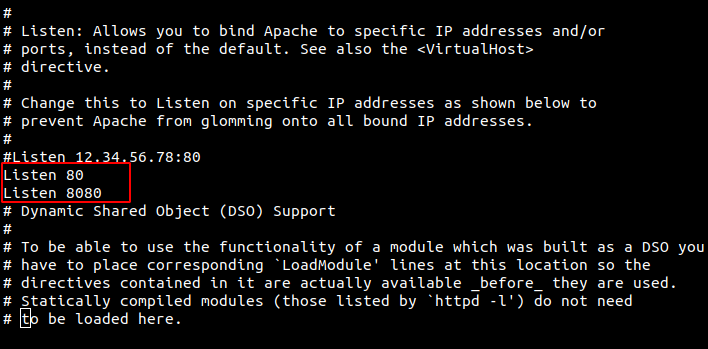 #
# Listen: Allows you to bind Apache to specific IP addresses and/or
# ports, instead of the default. See also the <VirtualHost>
# directive.
#
# Change this to Listen on specific IP addresses as shown below to
# prevent Apache from glomming onto all bound IP addresses.
#
#Listen 12.34.56.78:80
Listen 80
Listen 8080
# Dynamic Shared Object (DSO) Support
#
# To be able to use the functionality of a module which was built as a DSO you
# have to place corresponding `LoadModule' lines at this location so the
# directives contained in it are actually available _before_ they are used.
# Statically compiled modules (those listed by `httpd -l') do not need
# to be loaded here.